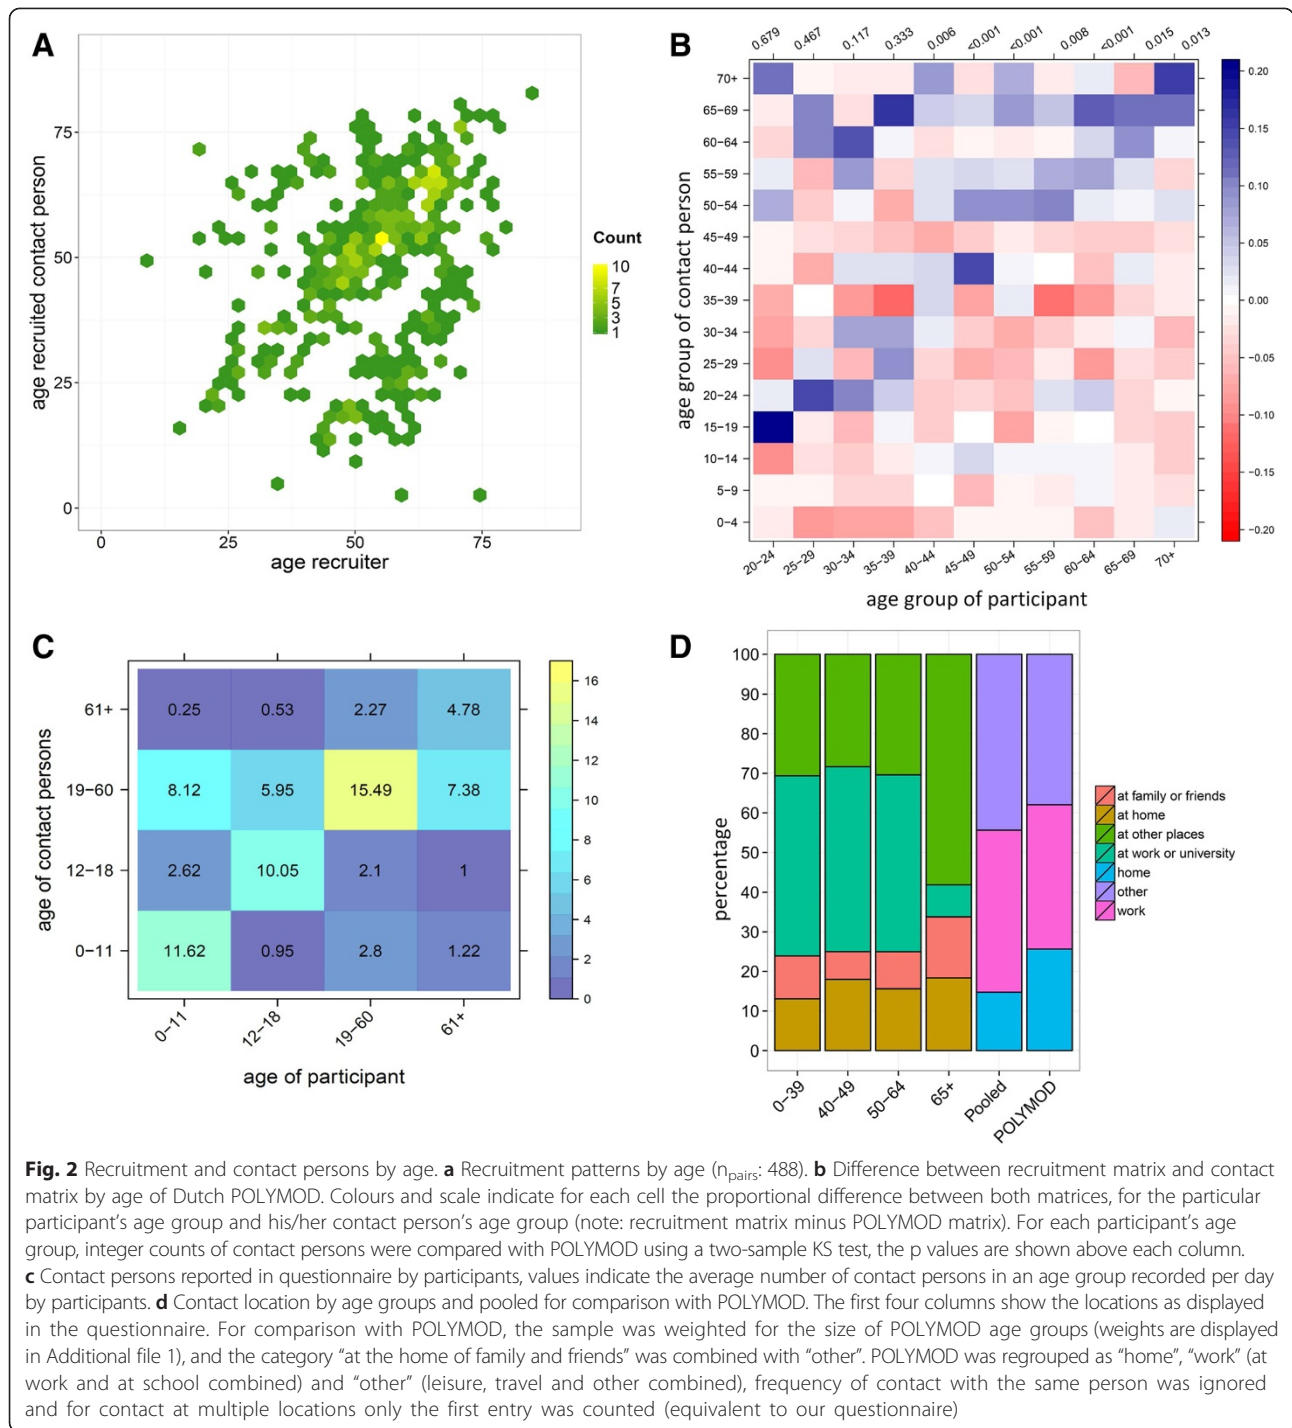 A
age recruited contact person
75
50
25
0
0 25 50 75
age recruiter
Count
10
7
5
3
1
B
0.679 0.467 0.117 0.333 0.006 <0.001 <0.001 0.008 <0.001 0.015 0.013
age group of contact person
70+
65−69
60−64
55−59
50−54
45−49
40−44
35−39
30−34
25−29
20−24
15−19
10−14
5−9
0−4
20−24 25−29 30−34 35−39 40−44 45−49 50−54 55−59 60−64 65−69 70+
age group of participant
0.20
0.15
0.10
0.05
0.00
−0.05
−0.10
−0.15
−0.20
C
age of contact persons
61+ 0.25 0.53 2.27 4.78
19−60 8.12 5.95 15.49 7.38
12−18 2.62 10.05 2.1 1
0−11 11.62 0.95 2.8 1.22
0−11 12−18 19−60 61+
age of participant
16
14
12
10
8
6
4
2
0
D
percentage
100
90
80
70
60
50
40
30
20
10
0
0−39 40−49 50−64 65+ Pooled POLYMOD
at family or friends
at home
at other places
at work or university
home
other
work
Fig. 2 Recruitment and contact persons by age. a Recruitment patterns by age (npairs: 488). b Difference between recruitment matrix and contact
matrix by age of Dutch POLYMOD. Colours and scale indicate for each cell the proportional difference between both matrices, for the particular
participant's age group and his/her contact person's age group (note: recruitment matrix minus POLYMOD matrix). For each participant's age
group, integer counts of contact persons were compared with POLYMOD using a two-sample KS test, the p values are shown above each column.
c Contact persons reported in questionnaire by participants, values indicate the average number of contact persons in an age group recorded per day
by participants. d Contact location by age groups and pooled for comparison with POLYMOD. The first four columns show the locations as displayed
in the questionnaire. For comparison with POLYMOD, the sample was weighted for the size of POLYMOD age groups (weights are displayed
in Additional file 1), and the category "at the home of family and friends" was combined with "other". POLYMOD was regrouped as "home", "work" (at
work and at school combined) and "other" (leisure, travel and other combined), frequency of contact with the same person was ignored
and for contact at multiple locations only the first entry was counted (equivalent to our questionnaire)